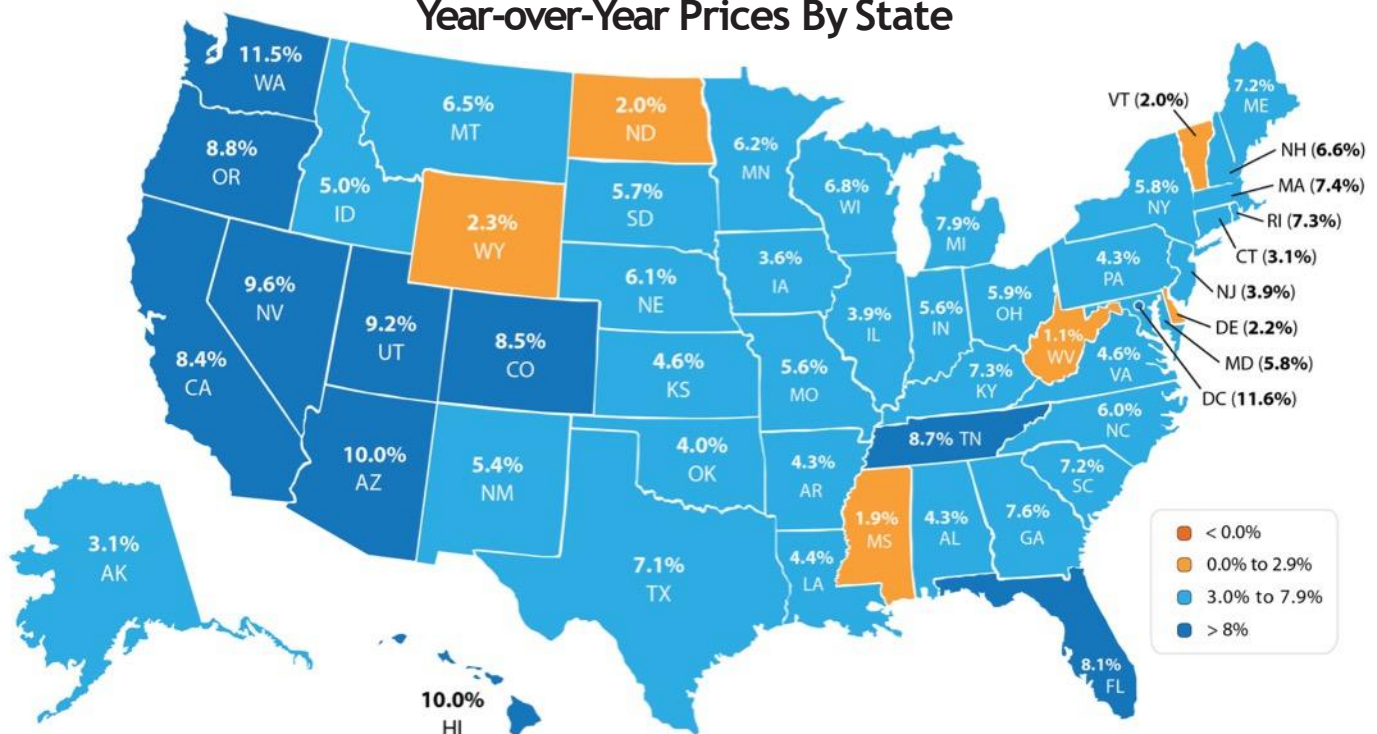 Year-over-Year Prices By State
11.5%
WA
6.5%
MT
2.0%
ND
6.2%
MN
VT (2.0%)
7.2%
ME
8.8%
OR
5.0%
ID
2.3%
WY
5.7%
SD
6.8%
WI
7.9%
MI
5.8%
NY
NH (6.6%)
MA (7.4%)
RI (7.3%)
CT (3.1%)
NJ (3.9%)
DE (2.2%)
MD (5.8%)
DC (11.6%)
9.6%
NV
9.2%
UT
8.5%
CO
6.1%
NE
3.6%
IA
3.9%
IL
5.6%
IN
5.9%
OH
4.3%
PA
1.1%
WV
4.6%
VA
8.4%
CA
4.6%
KS
5.6%
MO
7.3%
KY
6.0%
NC
10.0%
AZ
5.4%
NM
4.0%
OK
4.3%
AR
8.7% TN
7.2%
SC
3.1%
AK
7.1%
TX
4.4%
LA
1.9%
MS
4.3%
AL
7.6%
GA
8.1%
FL
10.0%
HI
< 0.0%
0.0% to 2.9%
3.0% to 7.9%
> 8%